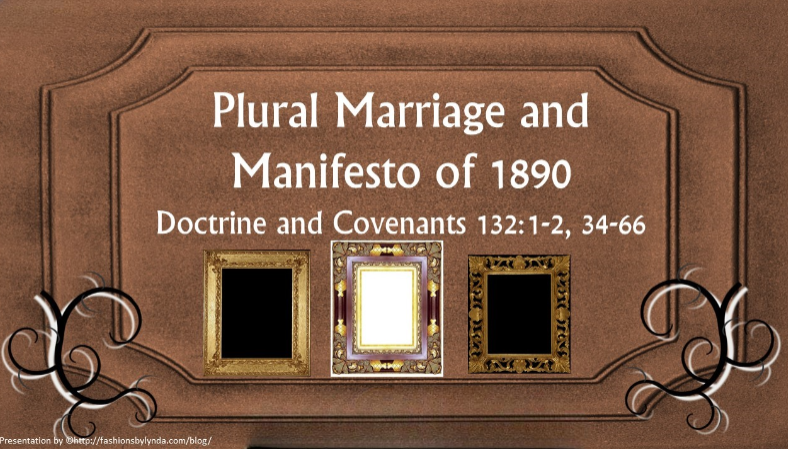 Plural Marriage and
Manifesto of 1890
Doctrine and Covenants 132:1-2, 34-66
Presentation by ©http://fashionsbylynda.com/blog/